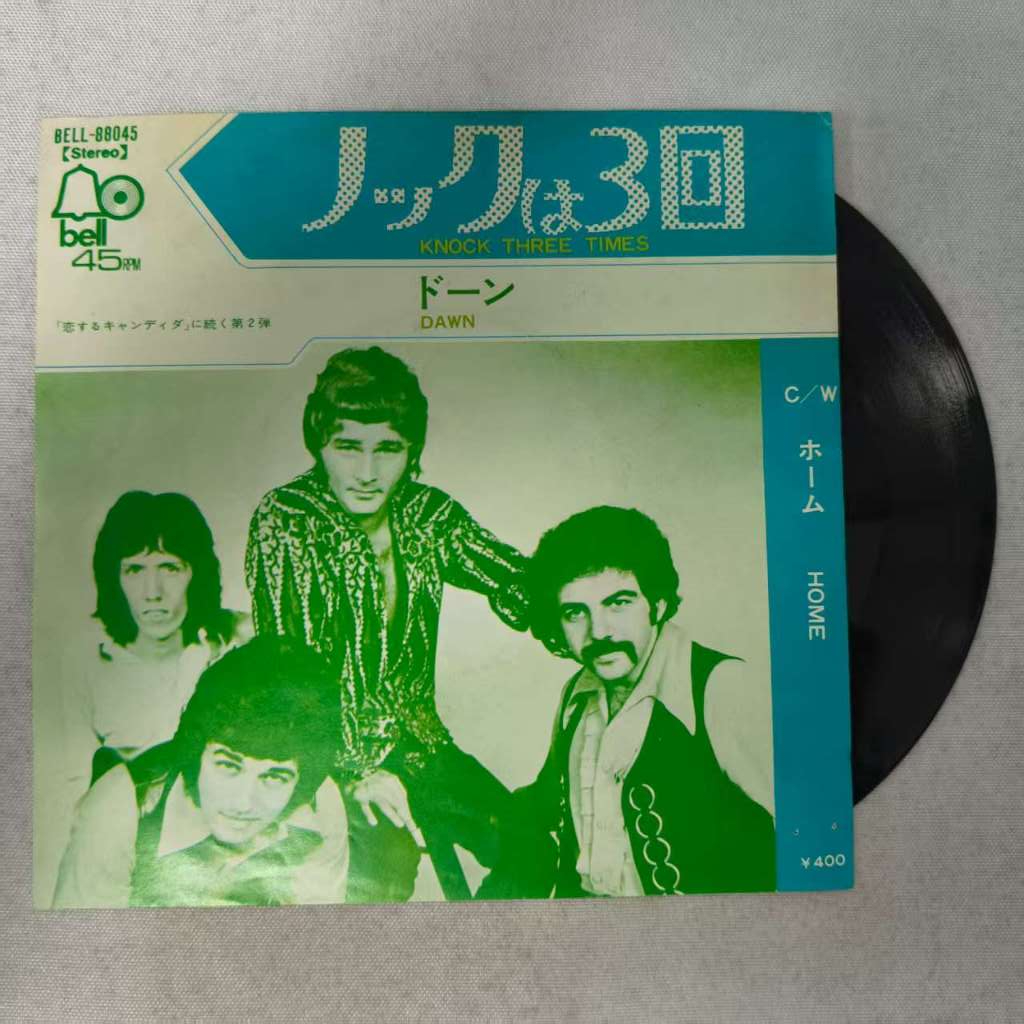 BELL-88045
【Stereo】
bell
45RPM
ノックは3回
KNOCK THREE TIMES
ドーン
DAWN
「恋するキャンディダ」に続く第2弾
C/W
ホーム
HOME
¥400